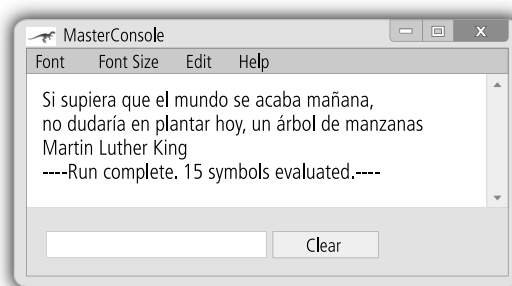 MasterConsole
X
Font Font Size Edit Help
Si supiera que el mundo se acaba mañana,
no dudaría en plantar hoy, un árbol de manzanas
Martin Luther King
----Run complete. 15 symbols evaluated.----
Clear